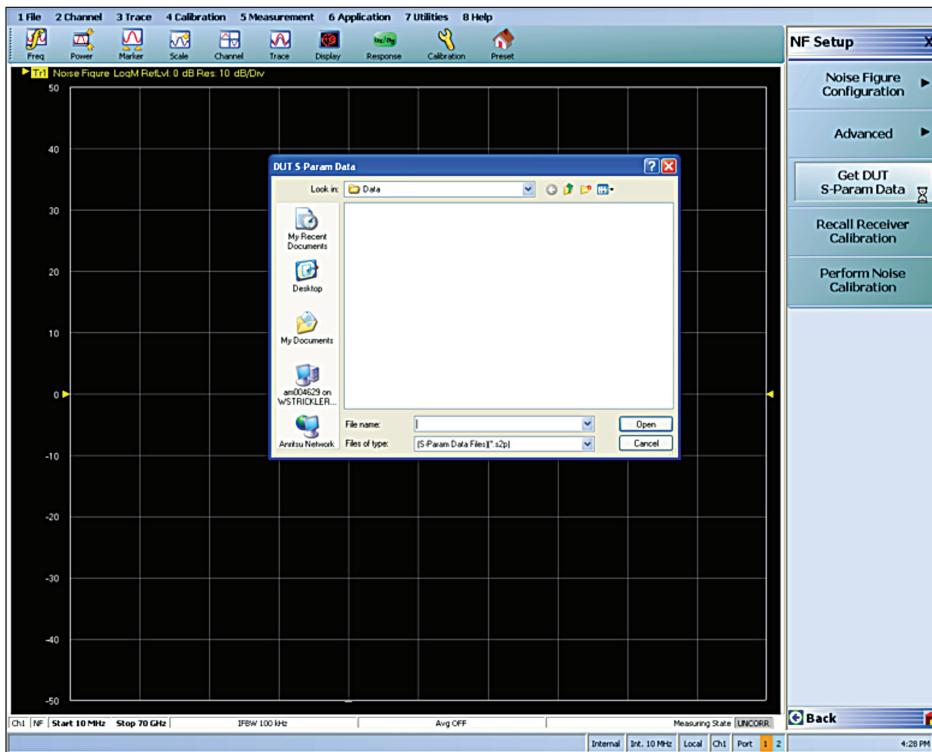 1 File 2 Channel 3 Trace 4 Calibration 5 Measurement 6 Application 7 Utilities 8 Help
Freq Power Marker Scale Channel Trace Display Response Calibration Preset
Tr1 Noise Figure LogM RefLvl: 0 dB Res: 10 dB/Div
50
40
30
20
10
0
-10
-20
-30
-40
-50
DUT S-Param Data
Look in: Data
My Recent
Documents
Desktop
My Documents
am004629 on
WSTRICKLER...
Anritsu Network
File name:
Open
Files of type: (S-Param Data Files)(*.s2p)
Cancel
NF Setup X
Noise Figure
Configuration
Advanced
Get DUT
S-Param Data
Recall Receiver
Calibration
Perform Noise
Calibration
Back
Ch1 NF Start 10 MHz Stop 70 GHz IFBW 100 kHz Avg OFF Measuring State UNCORR
Internal Int. 10 MHz Local Ch1 Port 1 2 4:28 PM